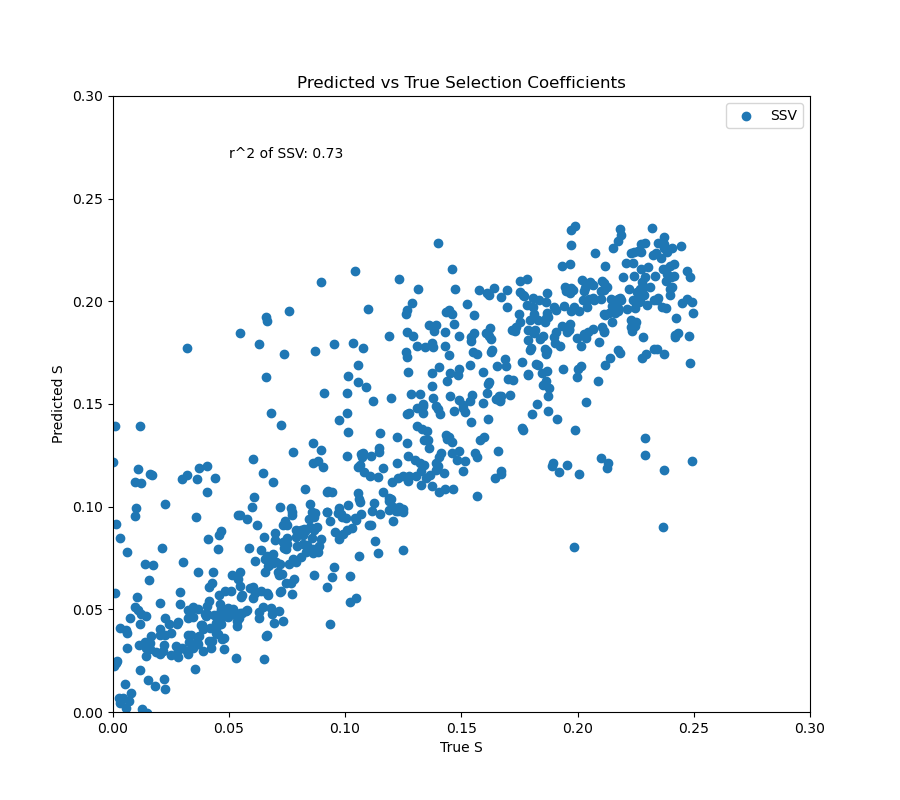 Predicted vs True Selection Coefficients
0.30
SSV
r^2 of SSV: 0.73
0.25
0.20
0.15
0.10
0.05
0.00
Predicted S
0.00 0.05 0.10 0.15 0.20 0.25 0.30
True S